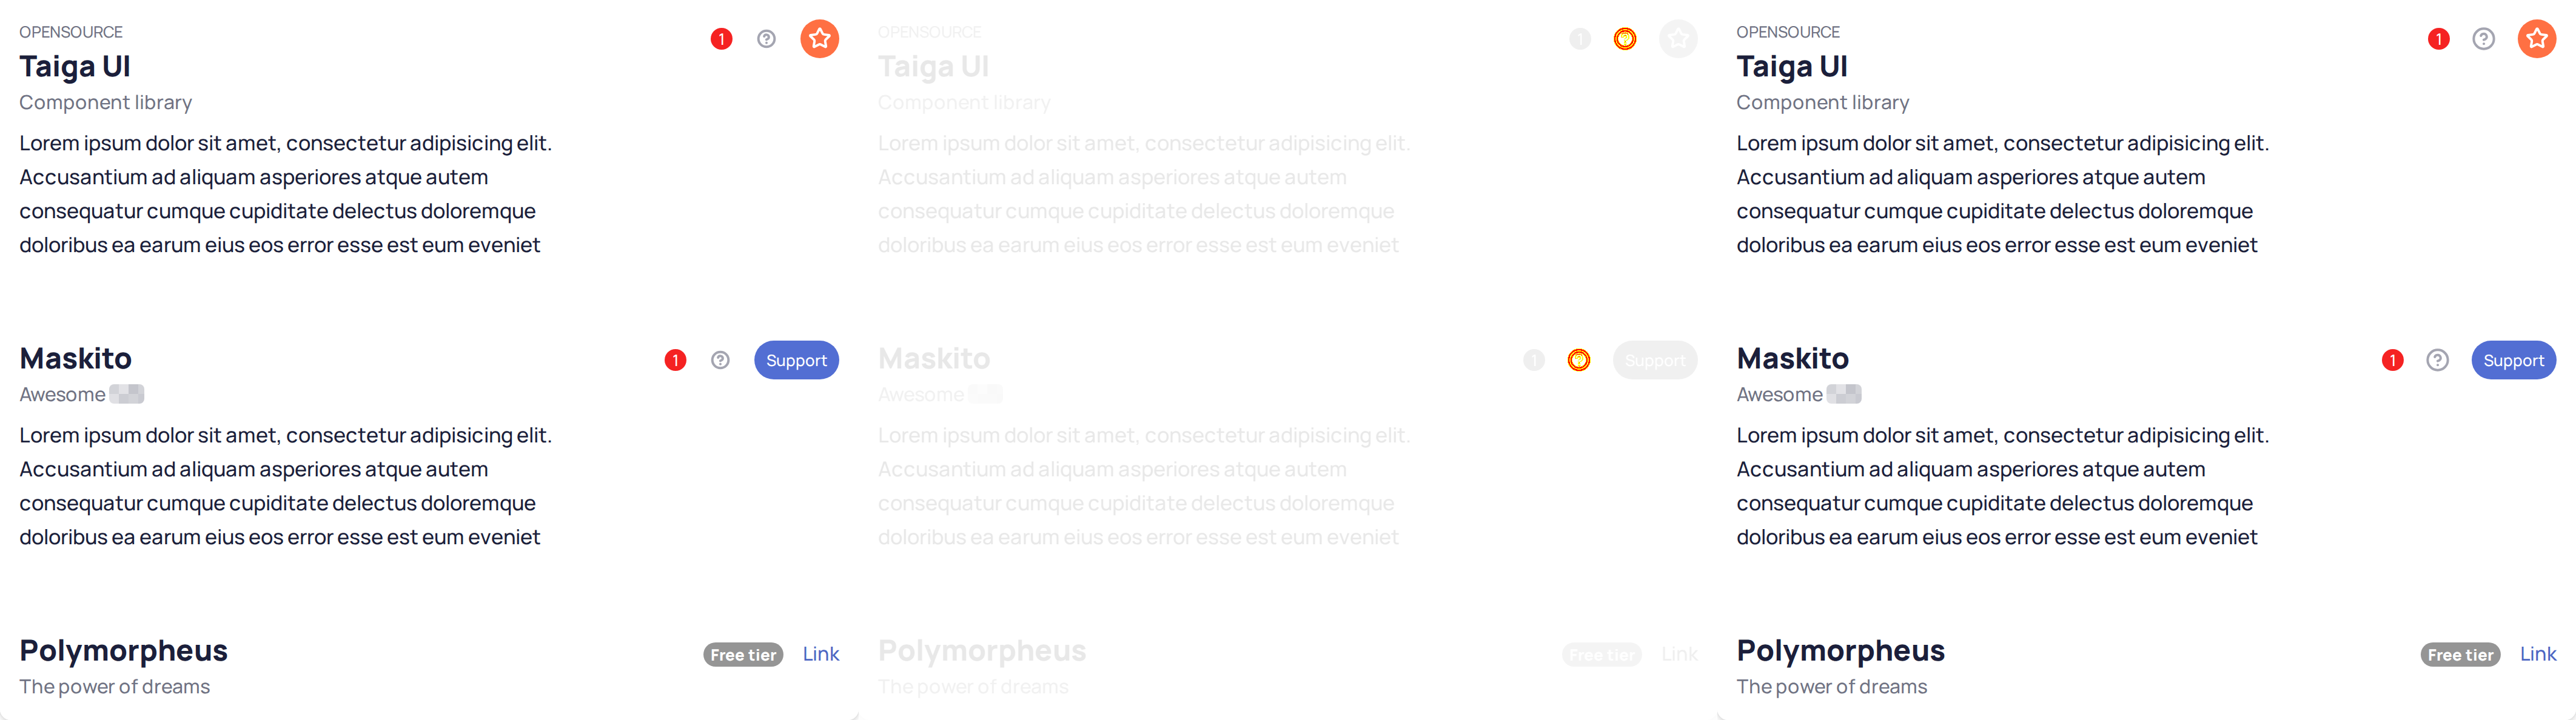 OPENSOURCE
Taiga UI
1
Component library
Lorem ipsum dolor sit amet, consectetur adipisicing elit.
Accusantium ad aliquam asperiores atque autem
consequatur cumque cupiditate delectus doloremque
doloribus ea earum eius eos error esse est eum eveniet
Maskito
1
Support
Awesome
Lorem ipsum dolor sit amet, consectetur adipisicing elit.
Accusantium ad aliquam asperiores atque autem
consequatur cumque cupiditate delectus doloremque
doloribus ea earum eius eos error esse est eum eveniet
Polymorpheus
Free tier
Link
The power of dreams
OPENSOURCE
Taiga UI
1
Component library
Lorem ipsum dolor sit amet, consectetur adipisicing elit.
Accusantium ad aliquam asperiores atque autem
consequatur cumque cupiditate delectus doloremque
doloribus ea earum eius eos error esse est eum eveniet
Maskito
1
Support
Awesome
Lorem ipsum dolor sit amet, consectetur adipisicing elit.
Accusantium ad aliquam asperiores atque autem
consequatur cumque cupiditate delectus doloremque
doloribus ea earum eius eos error esse est eum eveniet
Polymorpheus
Free tier
Link
The power of dreams
OPENSOURCE
Taiga UI
1
Component library
Lorem ipsum dolor sit amet, consectetur adipisicing elit.
Accusantium ad aliquam asperiores atque autem
consequatur cumque cupiditate delectus doloremque
doloribus ea earum eius eos error esse est eum eveniet
Maskito
1
Support
Awesome
Lorem ipsum dolor sit amet, consectetur adipisicing elit.
Accusantium ad aliquam asperiores atque autem
consequatur cumque cupiditate delectus doloremque
doloribus ea earum eius eos error esse est eum eveniet
Polymorpheus
Free tier
Link
The power of dreams